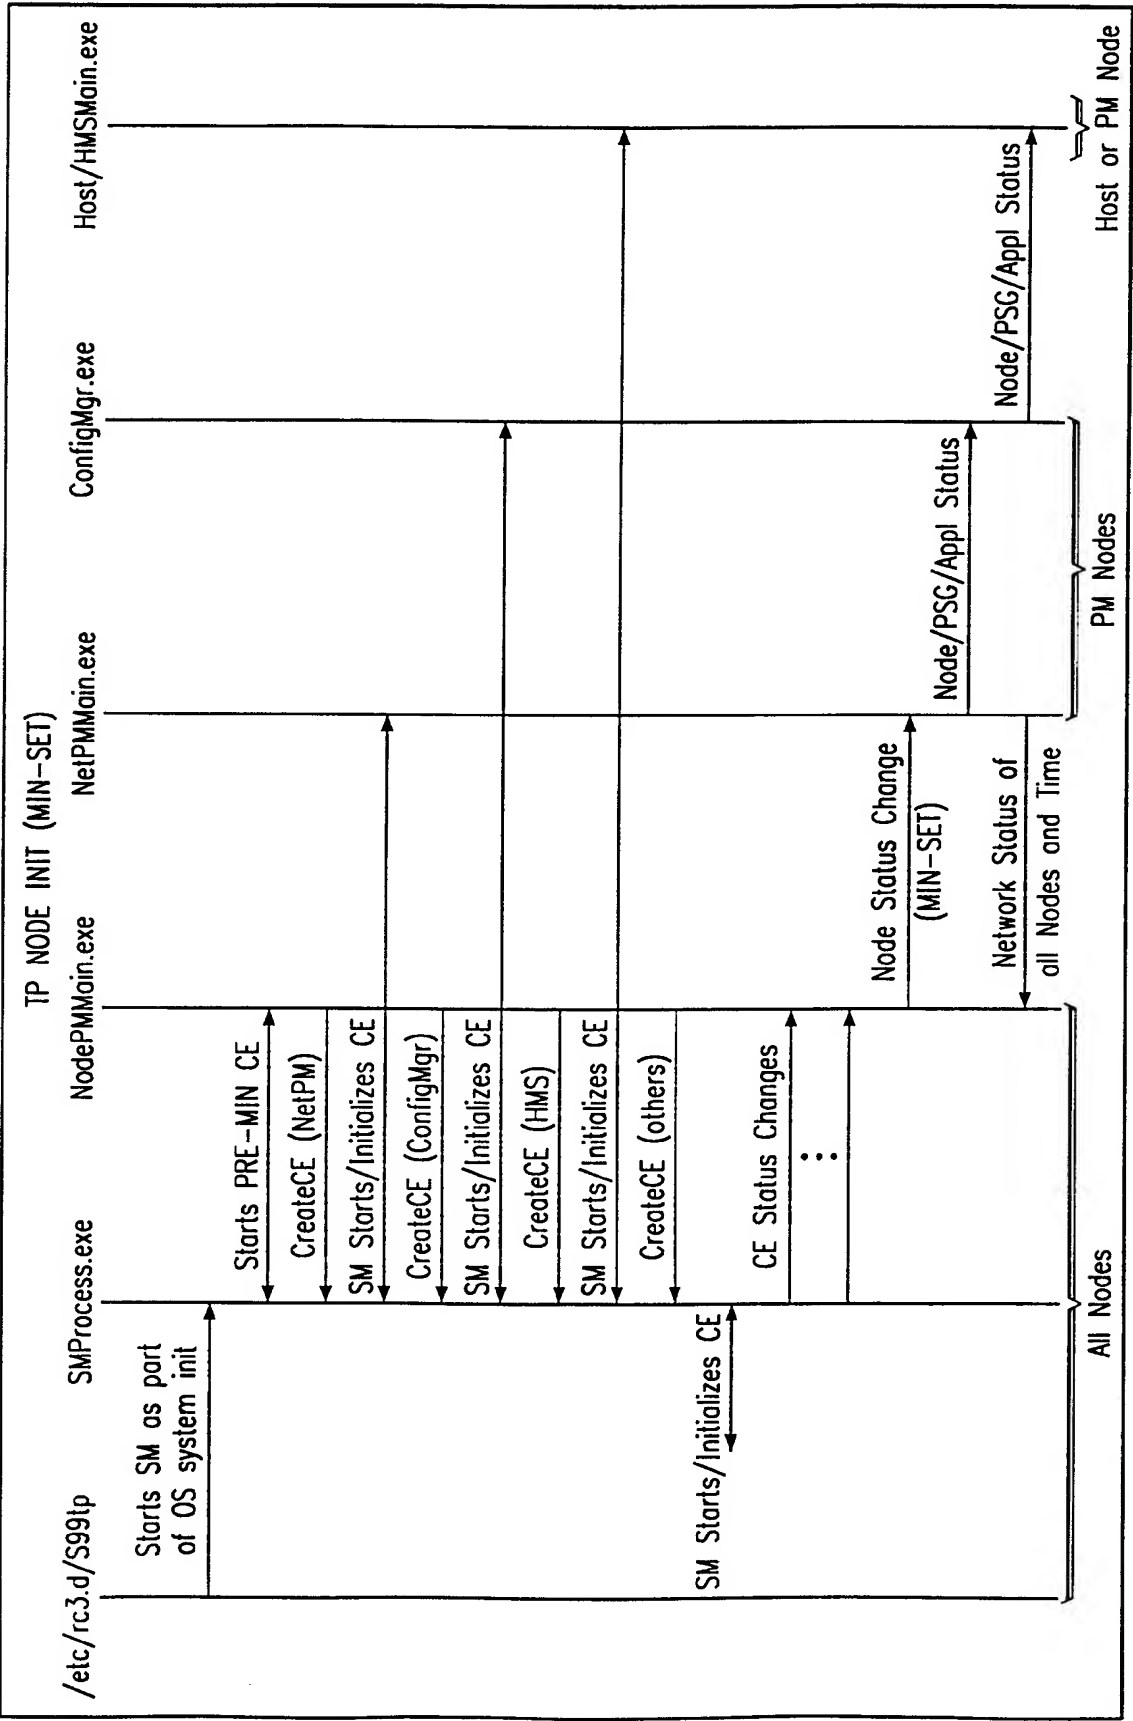 TP NODE INIT (MIN-SET)
/etc/rc3.d/S99tp
SMProcess.exe
NodePMMain.exe
NetPMMain.exe
ConfigMgr.exe
Host/HMSMain.exe
Starts SM as part
of OS system init
Starts PRE-MIN CE
CreateCE (NetPM)
SM Starts/Initializes CE
CreateCE (ConfigMgr)
SM Starts/Initializes CE
CreateCE (HMS)
SM Starts/Initializes CE
CreateCE (others)
SM Starts/Initializes CE
CE Status Changes
Node Status Change
(MIN-SET)
Node/PSG/Appl Status
Network Status of
all Nodes and Time
Node/PSG/Appl Status
All Nodes
PM Nodes
Host or PM Node